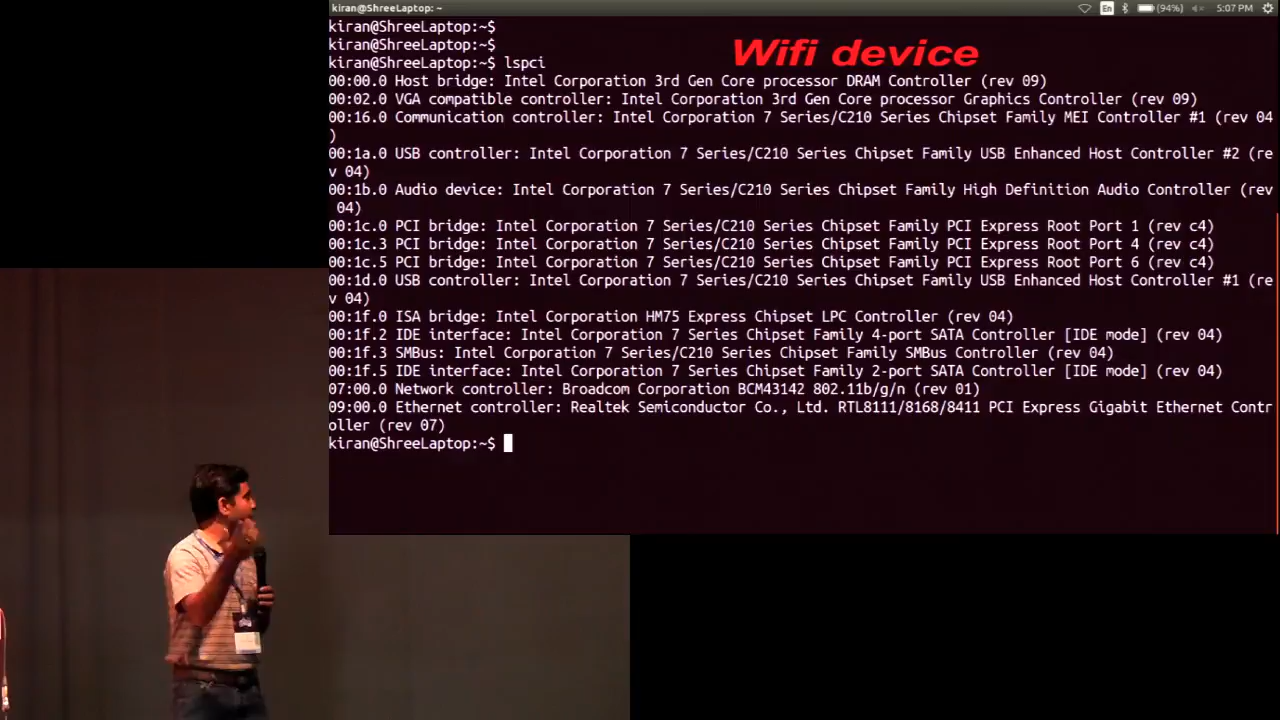 kiran@ShreeLaptop: ~
En
(94%)
5:07 PM
kiran@ShreeLaptop:~$
kiran@ShreeLaptop:~$
Wifi device
kiran@ShreeLaptop:~$ lspci
00:00.0 Host bridge: Intel Corporation 3rd Gen Core processor DRAM Controller (rev 09)
00:02.0 VGA compatible controller: Intel Corporation 3rd Gen Core processor Graphics Controller (rev 09)
00:16.0 Communication controller: Intel Corporation 7 Series/C210 Series Chipset Family MEI Controller #1 (rev 04
)
00:1a.0 USB controller: Intel Corporation 7 Series/C210 Series Chipset Family USB Enhanced Host Controller #2 (re
v 04)
00:1b.0 Audio device: Intel Corporation 7 Series/C210 Series Chipset Family High Definition Audio Controller (rev
04)
00:1c.0 PCI bridge: Intel Corporation 7 Series/C210 Series Chipset Family PCI Express Root Port 1 (rev c4)
00:1c.3 PCI bridge: Intel Corporation 7 Series/C210 Series Chipset Family PCI Express Root Port 4 (rev c4)
00:1c.5 PCI bridge: Intel Corporation 7 Series/C210 Series Chipset Family PCI Express Root Port 6 (rev c4)
00:1d.0 USB controller: Intel Corporation 7 Series/C210 Series Chipset Family USB Enhanced Host Controller #1 (re
v 04)
00:1f.0 ISA bridge: Intel Corporation HM75 Express Chipset LPC Controller (rev 04)
00:1f.2 IDE interface: Intel Corporation 7 Series Chipset Family 4-port SATA Controller [IDE mode] (rev 04)
00:1f.3 SMBus: Intel Corporation 7 Series/C210 Series Chipset Family SMBus Controller (rev 04)
00:1f.5 IDE interface: Intel Corporation 7 Series Chipset Family 2-port SATA Controller [IDE mode] (rev 04)
07:00.0 Network controller: Broadcom Corporation BCM43142 802.11b/g/n (rev 01)
09:00.0 Ethernet controller: Realtek Semiconductor Co., Ltd. RTL8111/8168/8411 PCI Express Gigabit Ethernet Contr
oller (rev 07)
kiran@ShreeLaptop:~$